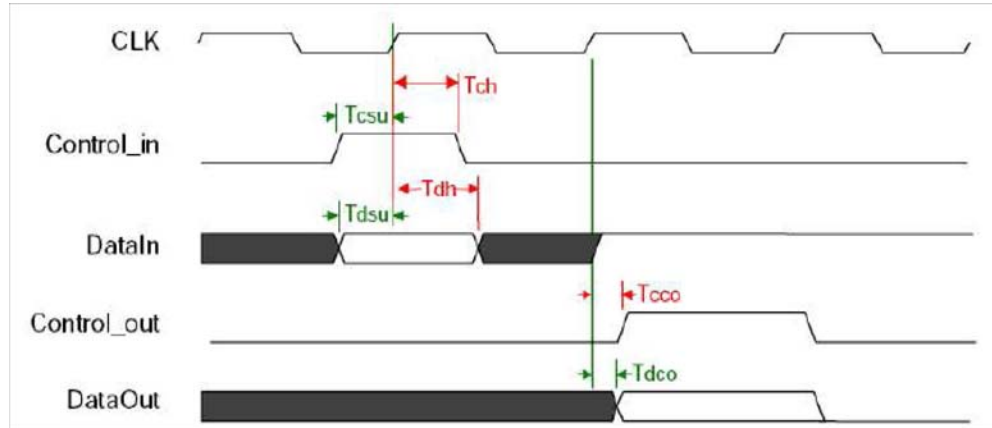 CLK
Tch
Tcsu
Control_in
Tdh
Tdsu
DataIn
Tcco
Control_out
Tdco
DataOut